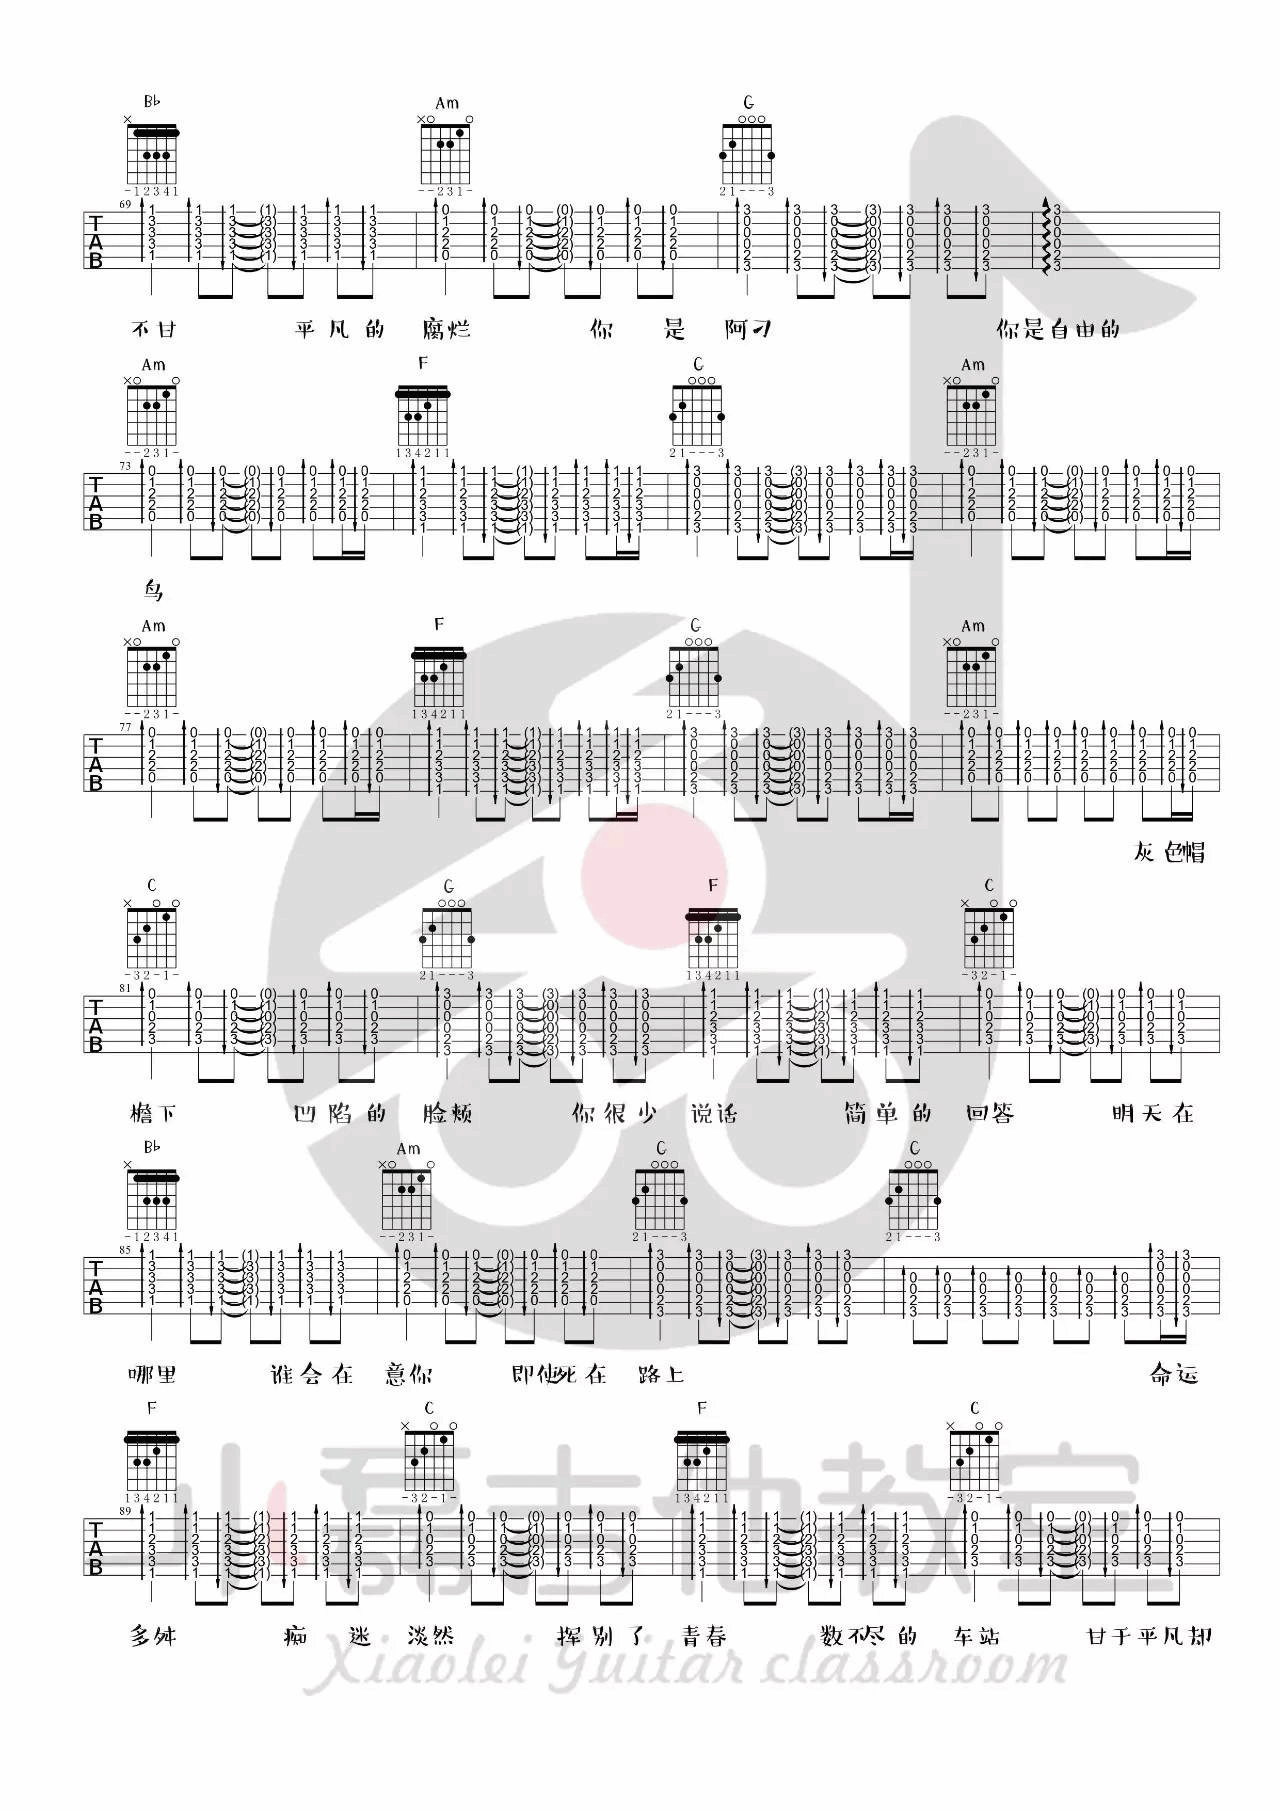 B♭ Am G
69
不甘 平凡的 腐烂 你 是 阿刁 你是自由的
Am F G Am
73
鸟
Am F G Am
77
灰色帽
C G F C
81
檐下 凹陷的 脸颊 你很少 说话 简单的 回答 明天在
B♭ Am G G
85
哪里 谁会在 意你 即使死在 路上 命运
F C F C
89
多舛 痴 迷 淡然 挥别了 青春 数不尽的 车站 甘于平凡却
小磊吉他教室
Xiaolei Guitar classroom